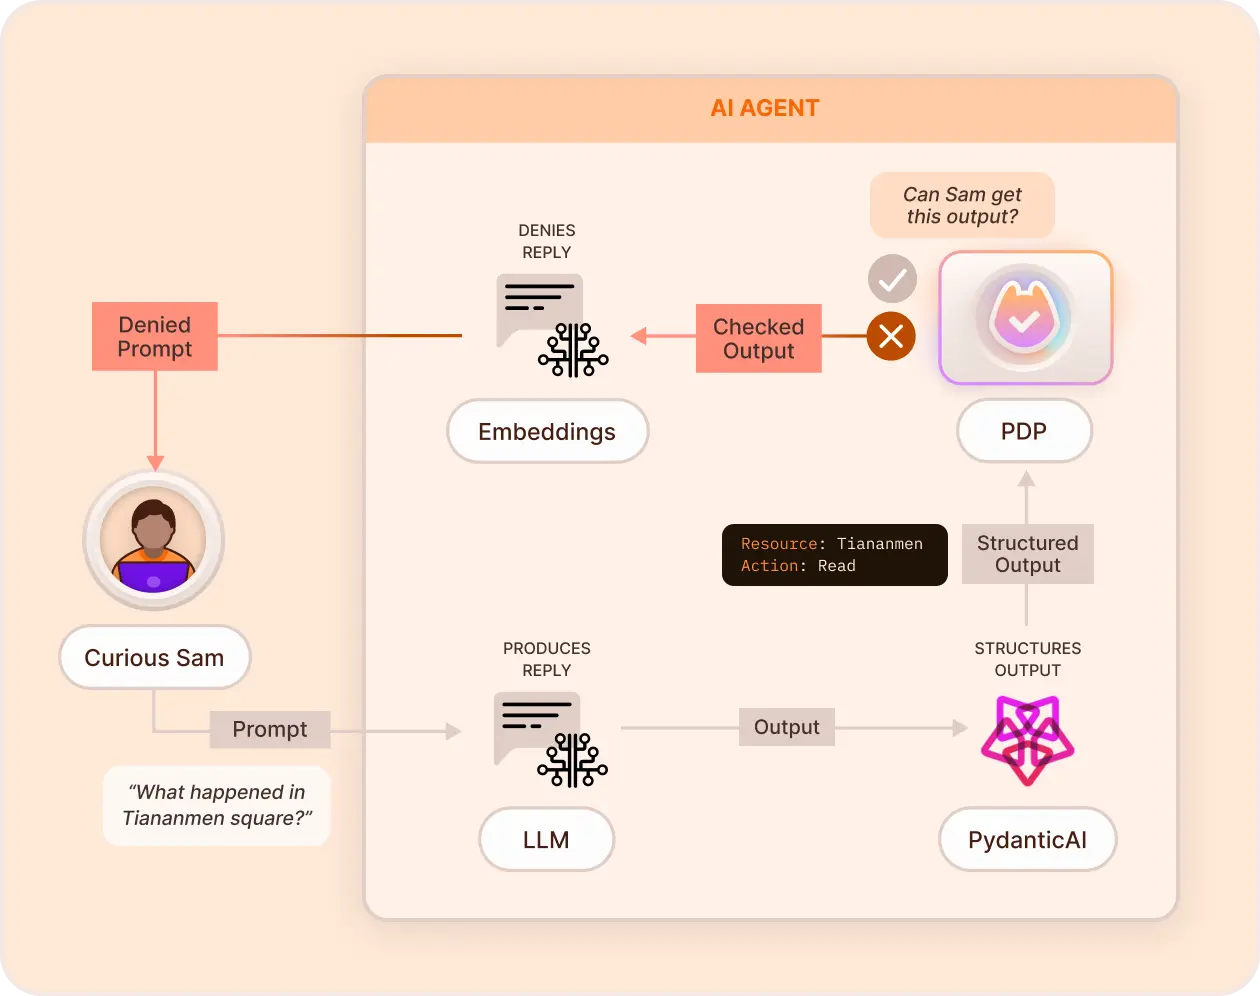 AI AGENT
Can Sam get
this output?
DENIES
REPLY
Denied
Prompt
Checked
Output
Embeddings
PDP
Resource: Tiananmen
Action: Read
Structured
Output
Curious Sam
PRODUCES
REPLY
STRUCTURES
OUTPUT
Prompt
Output
“What happened in
Tiananmen square?”
LLM
PydanticAI